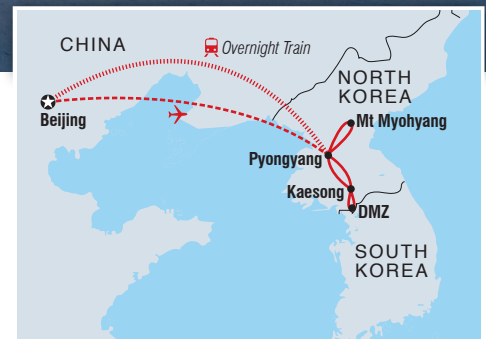 CHINA
Overnight Train
NORTH
KOREA
Beijing
Mt Myohyang
Pyongyang
Kaesong
DMZ
SOUTH
KOREA